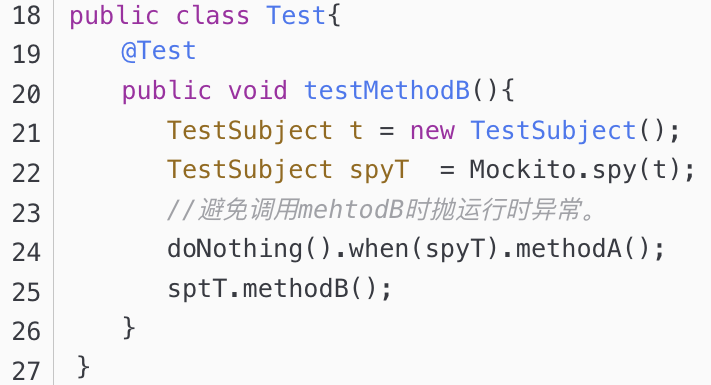 18 public class Test{
19 @Test
20 public void testMethodB(){
21 TestSubject t = new TestSubject();
22 TestSubject spyT  = Mockito.spy(t);
23 //避免调用mehtodB时抛运行时异常。
24 doNothing().when(spyT).methodA();
25 sptT.methodB();
26 }
27 }